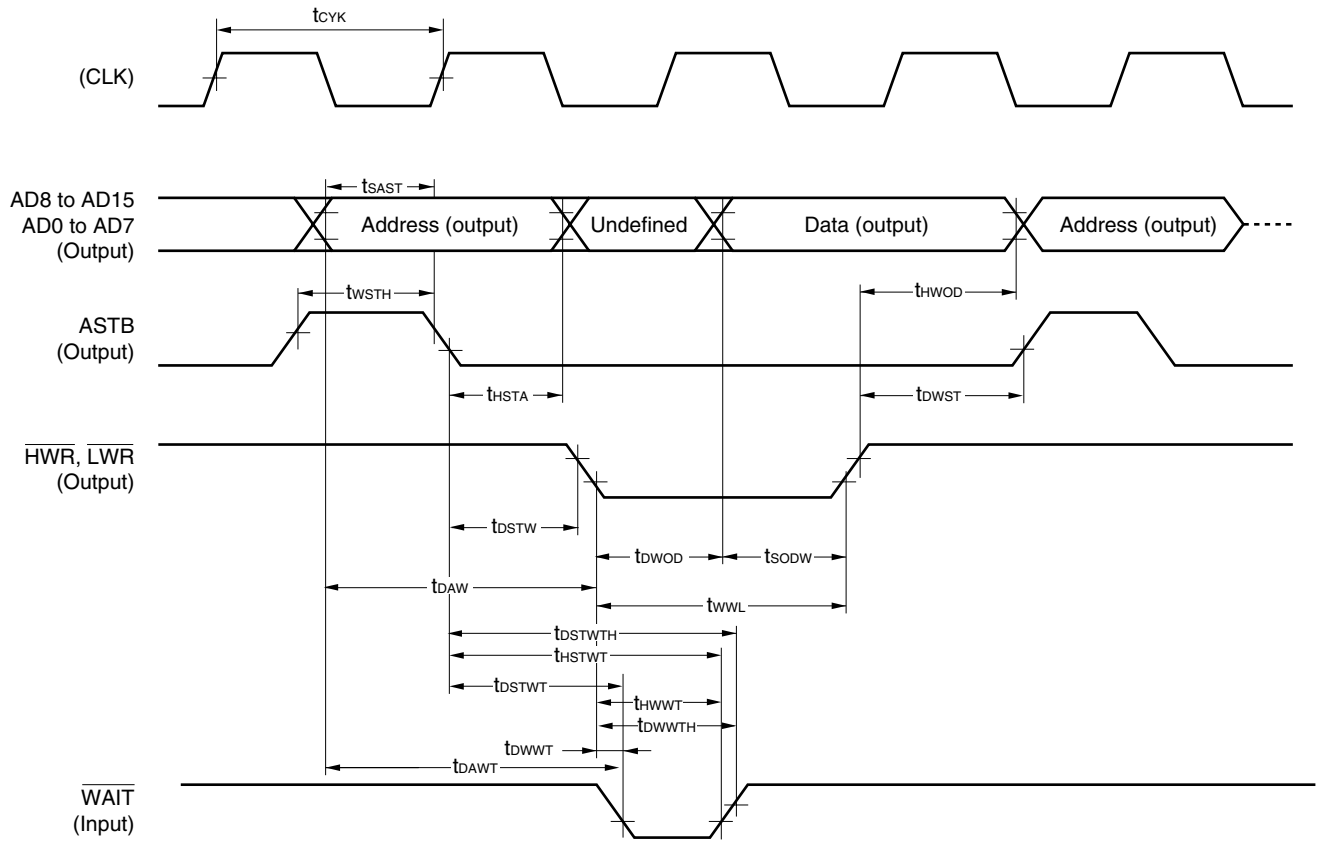 tCYK
(CLK)
AD8 to AD15
AD0 to AD7
(Output)
tSAST
Address (output)
Undefined
Data (output)
Address (output)
tWSTH
tHWOD
ASTB
(Output)
tHSTA
tDWST
HWR, LWR
(Output)
tDSTW
tDWOD
tSODW
tDAW
tWWL
tDSTWTH
tHSTWT
tDSTWT
tHWWT
tDWWTH
tDWWT
tDAWT
WAIT
(Input)